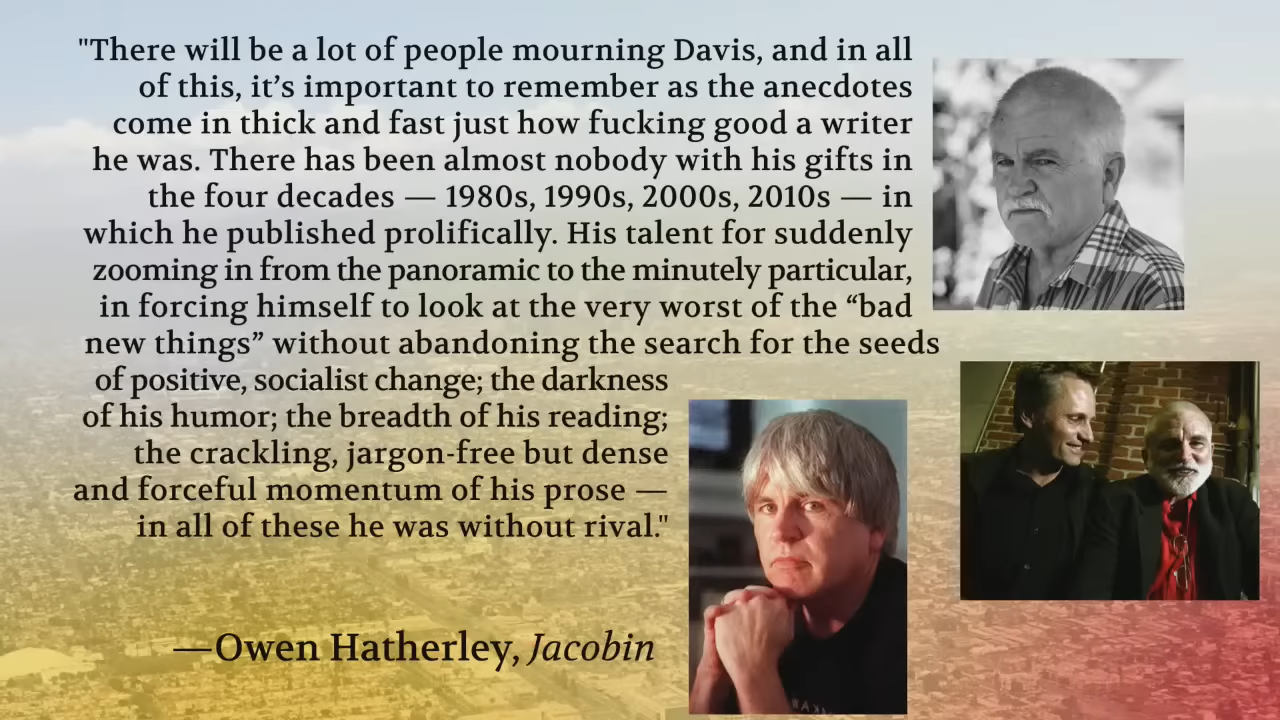 "There will be a lot of people mourning Davis, and in all
of this, it’s important to remember as the anecdotes
come in thick and fast just how fucking good a writer
he was. There has been almost nobody with his gifts in
the four decades — 1980s, 1990s, 2000s, 2010s — in
which he published prolifically. His talent for suddenly
zooming in from the panoramic to the minutely particular,
in forcing himself to look at the very worst of the “bad
new things” without abandoning the search for the seeds
of positive, socialist change; the darkness
of his humor; the breadth of his reading;
the crackling, jargon-free but dense
and forceful momentum of his prose —
in all of these he was without rival."
—Owen Hatherley, Jacobin